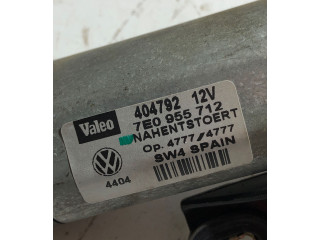 Valeo
404792 12V
7E0 955 712
NAHENTSTOERT
Op. 4777/4777
SW4 SPAIN
4404